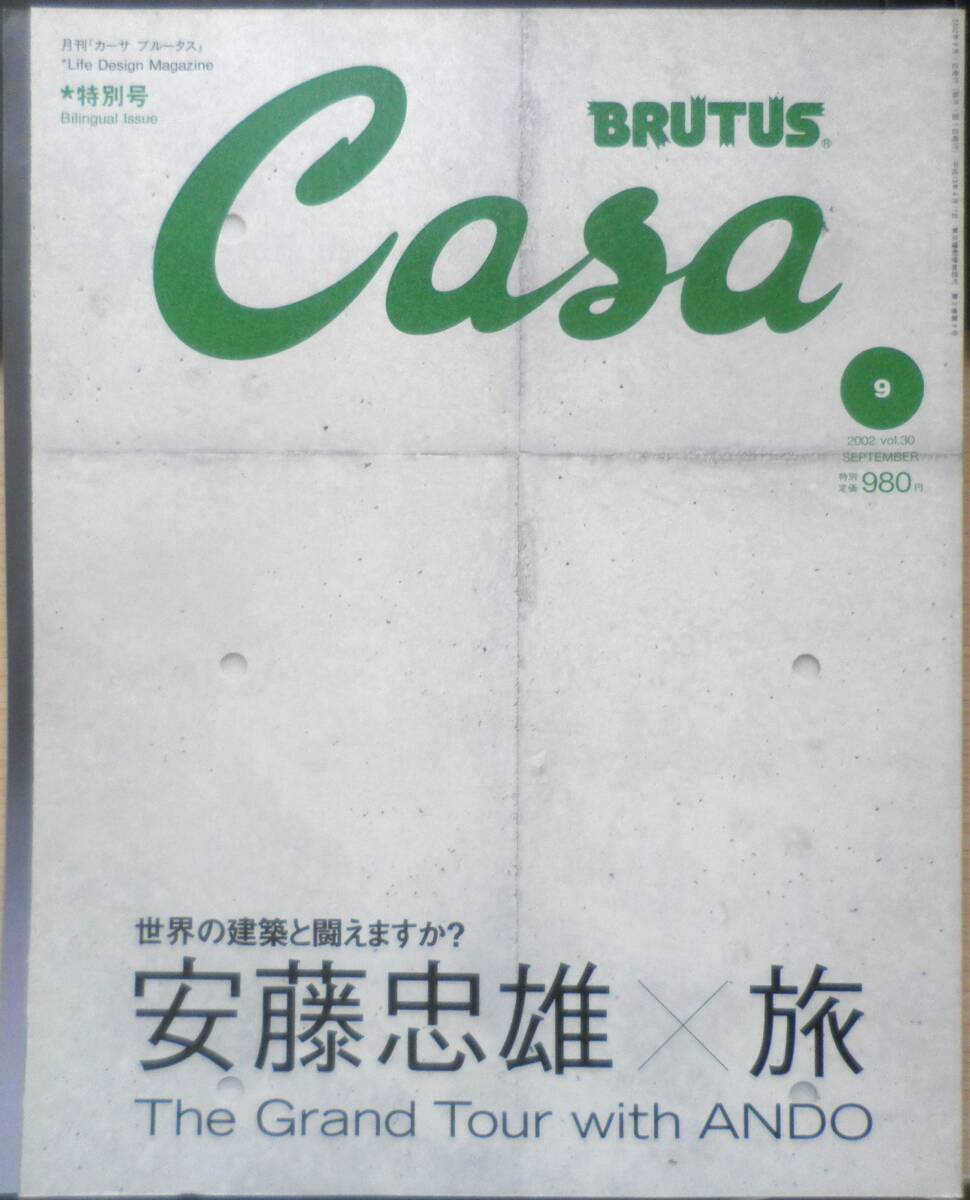 月刊「カーサ ブルータス」
*Life Design Magazine
★特別号
Bilingual Issue
BRUTUS®
Casa
9
2002 vol.30
SEPTEMBER
特別定価980円
世界の建築と闘えますか?
安藤忠雄×旅
The Grand Tour with ANDO